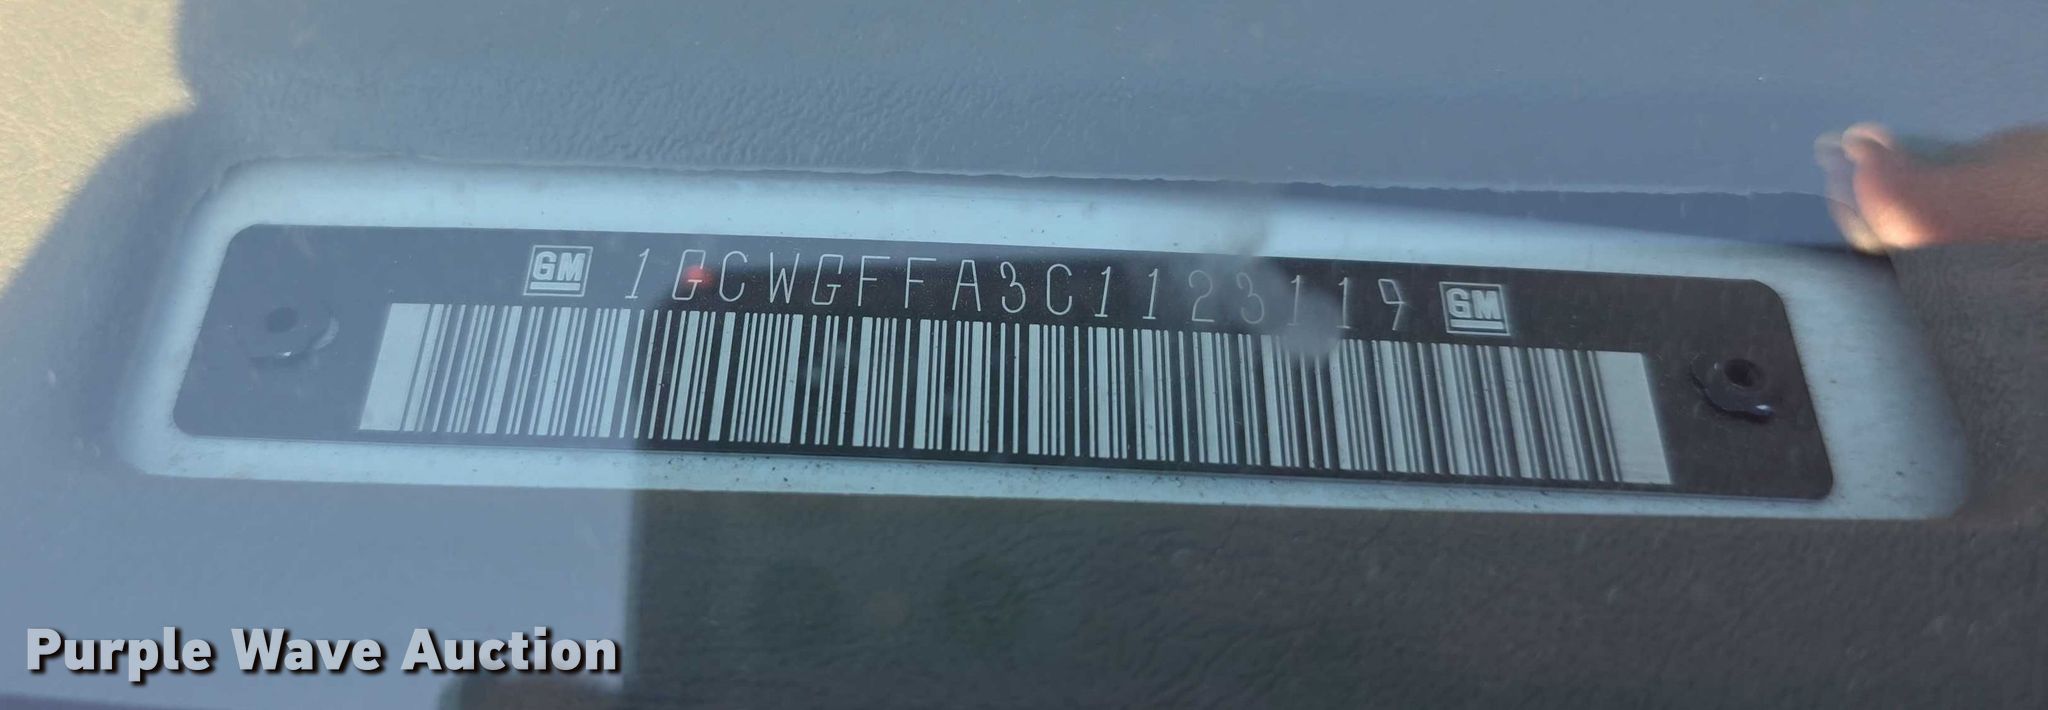 GM 1GCWGFFA3C1123119 GM
Purple Wave Auction